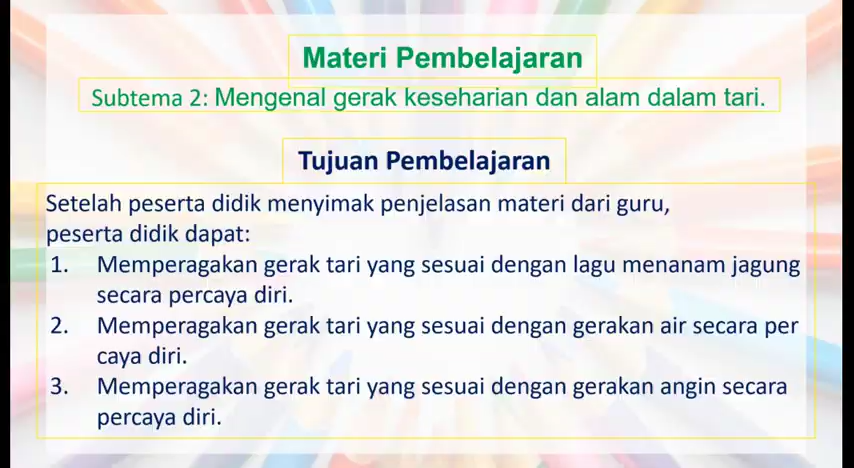 Materi Pembelajaran
Subtema 2: Mengenal gerak keseharian dan alam dalam tari.
Tujuan Pembelajaran
Setelah peserta didik menyimak penjelasan materi dari guru,
peserta didik dapat:
1. Memperagakan gerak tari yang sesuai dengan lagu menanam jagung
secara percaya diri.
2. Memperagakan gerak tari yang sesuai dengan gerakan air secara per
caya diri.
3. Memperagakan gerak tari yang sesuai dengan gerakan angin secara
percaya diri.